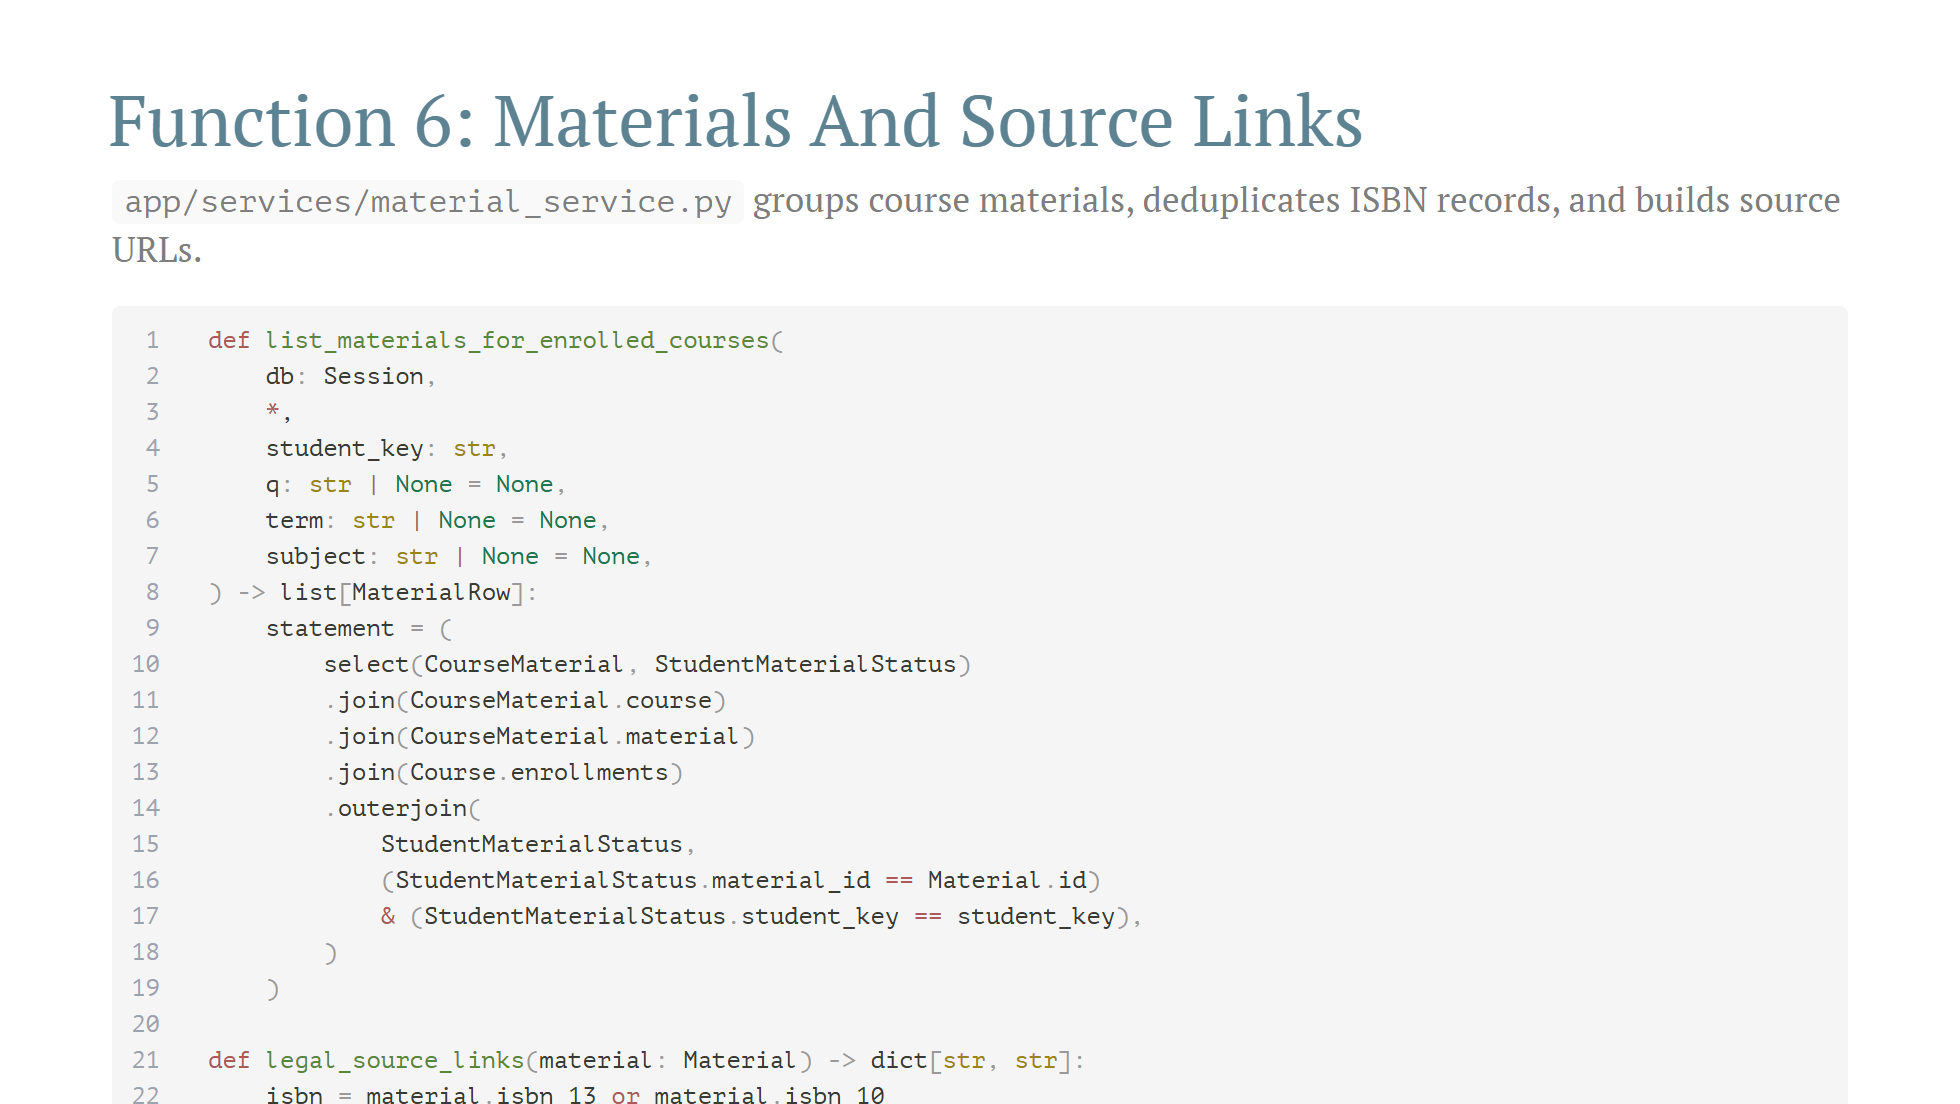 Function 6: Materials And Source Links
app/services/material_service.py groups course materials, deduplicates ISBN records, and builds source
URLs.
1 def list_materials_for_enrolled_courses(
2     db: Session,
3     *,
4     student_key: str,
5     q: str | None = None,
6     term: str | None = None,
7     subject: str | None = None,
8 ) -> list[MaterialRow]:
9     statement = (
10         select(CourseMaterial, StudentMaterialStatus)
11         .join(CourseMaterial.course)
12         .join(CourseMaterial.material)
13         .join(Course.enrollments)
14         .outerjoin(
15             StudentMaterialStatus,
16             (StudentMaterialStatus.material_id == Material.id)
17             & (StudentMaterialStatus.student_key == student_key),
18         )
19     )
20
21 def legal_source_links(material: Material) -> dict[str, str]:
22     isbn = material.isbn_13 or material.isbn_10